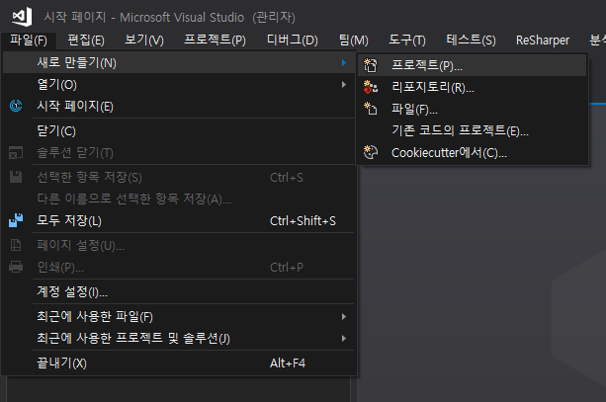 시작 페이지 - Microsoft Visual Studio (관리자)
파일(F) 편집(E) 보기(V) 프로젝트(P) 디버그(D) 팀(M) 도구(T) 테스트(S) ReSharper 분석
새로 만들기(N)
프로젝트(P)...
열기(O)
리포지토리(R)...
시작 페이지(E)
파일(F)...
닫기(C)
기존 코드의 프로젝트(E)...
솔루션 닫기(T)
Cookiecutter에서(C)...
선택한 항목 저장(S) Ctrl+S
다른 이름으로 선택한 항목 저장(A)...
모두 저장(L) Ctrl+Shift+S
페이지 설정(U)...
인쇄(P)... Ctrl+P
계정 설정(I)...
최근에 사용한 파일(F)
최근에 사용한 프로젝트 및 솔루션(J)
끝내기(X) Alt+F4